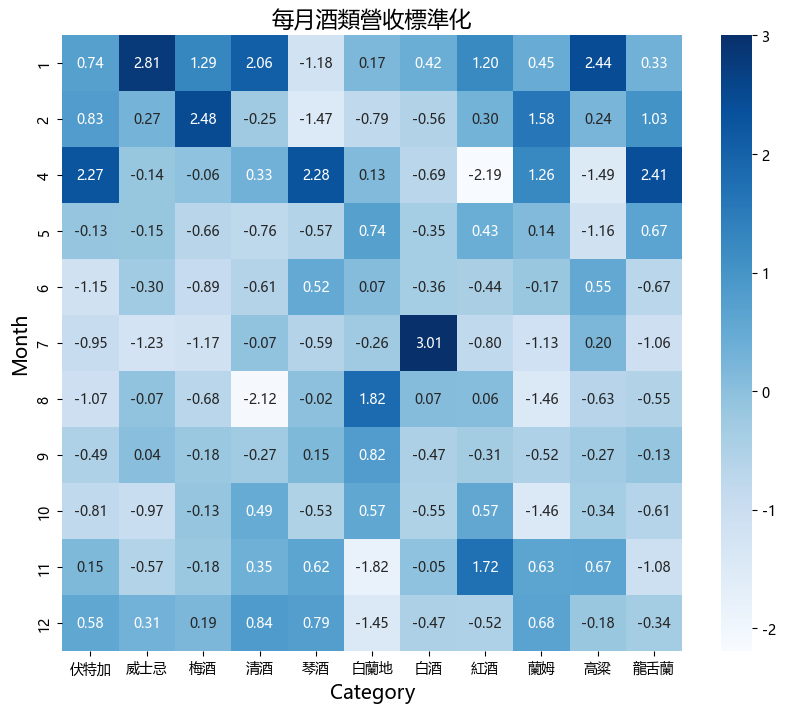 每月酒類營收標準化
1 0.74 2.81 1.29 2.06 -1.18 0.17 0.42 1.20 0.45 2.44 0.33
2 0.83 0.27 2.48 -0.25 -1.47 -0.79 -0.56 0.30 1.58 0.24 1.03
4 2.27 -0.14 -0.06 0.33 2.28 0.13 -0.69 -2.19 1.26 -1.49 2.41
5 -0.13 -0.15 -0.66 -0.76 -0.57 0.74 -0.35 0.43 0.14 -1.16 0.67
6 -1.15 -0.30 -0.89 -0.61 0.52 0.07 -0.36 -0.44 -0.17 0.55 -0.67
7 -0.95 -1.23 -1.17 -0.07 -0.59 -0.26 3.01 -0.80 -1.13 0.20 -1.06
8 -1.07 -0.07 -0.68 -2.12 -0.02 1.82 0.07 0.06 -1.46 -0.63 -0.55
9 -0.49 0.04 -0.18 -0.27 0.15 0.82 -0.47 -0.31 -0.52 -0.27 -0.13
10 -0.81 -0.97 -0.13 0.49 -0.53 0.57 -0.55 0.57 -1.46 -0.34 -0.61
11 0.15 -0.57 -0.18 0.35 0.62 -1.82 -0.05 1.72 0.63 0.67 -1.08
12 0.58 0.31 0.19 0.84 0.79 -1.45 -0.47 -0.52 0.68 -0.18 -0.34
伏特加 威士忌 梅酒 清酒 琴酒 白蘭地 白酒 紅酒 蘭姆 高粱 龍舌蘭
Category
Month
3
2
1
0
-1
-2